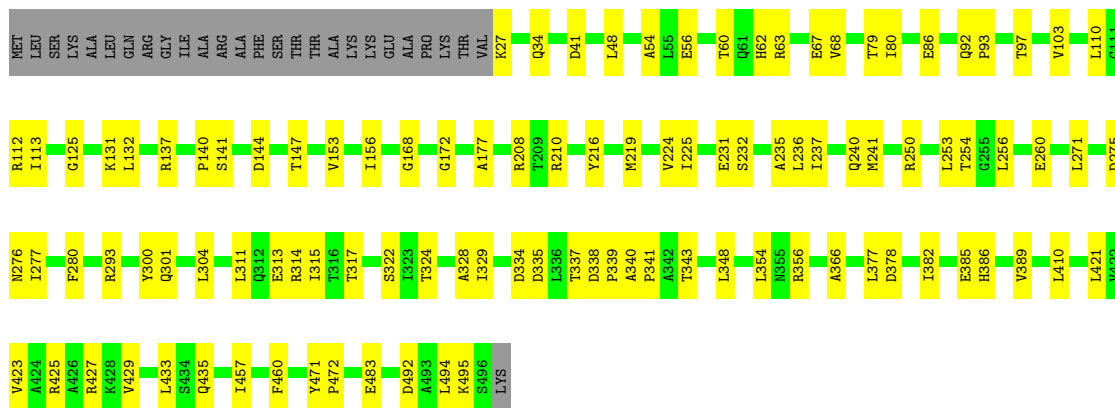 MET LEU SER LYS ALA LEU GLN ARG GLY ILE ALA ARG ALA PHE SER THR THR ALA LYS LYS GLU ALA PRO LYS THR VAL K27 Q34 D41 L48 A54 L55 E56 T60 Q61 H62 R63 E67 V68 T79 I80 E86 Q92 P93 T97 V103 L110 G111
R112 I113 G125 K131 L132 R137 P140 S141 D144 T147 V153 I156 G168 G172 A177 R208 T209 R210 Y216 M219 V224 I225 E231 S232 A235 L236 I237 Q240 M241 R250 L253 T254 G255 L256 E260 L271
N276 I277 F280 R293 Y300 Q301 L304 L311 Q312 E313 R314 I315 T316 T317 S322 I323 T324 A328 I329 D334 D335 L336 T337 D338 P339 A340 P341 A342 T343 L348 L354 N355 R356 A366 L377 D378 I382 E385 H386 V389 L410 L421
V423 A424 R425 A426 R427 K428 V429 L433 S434 Q435 I457 F460 Y471 P472 E483 D492 A493 L494 K495 S496 LYS